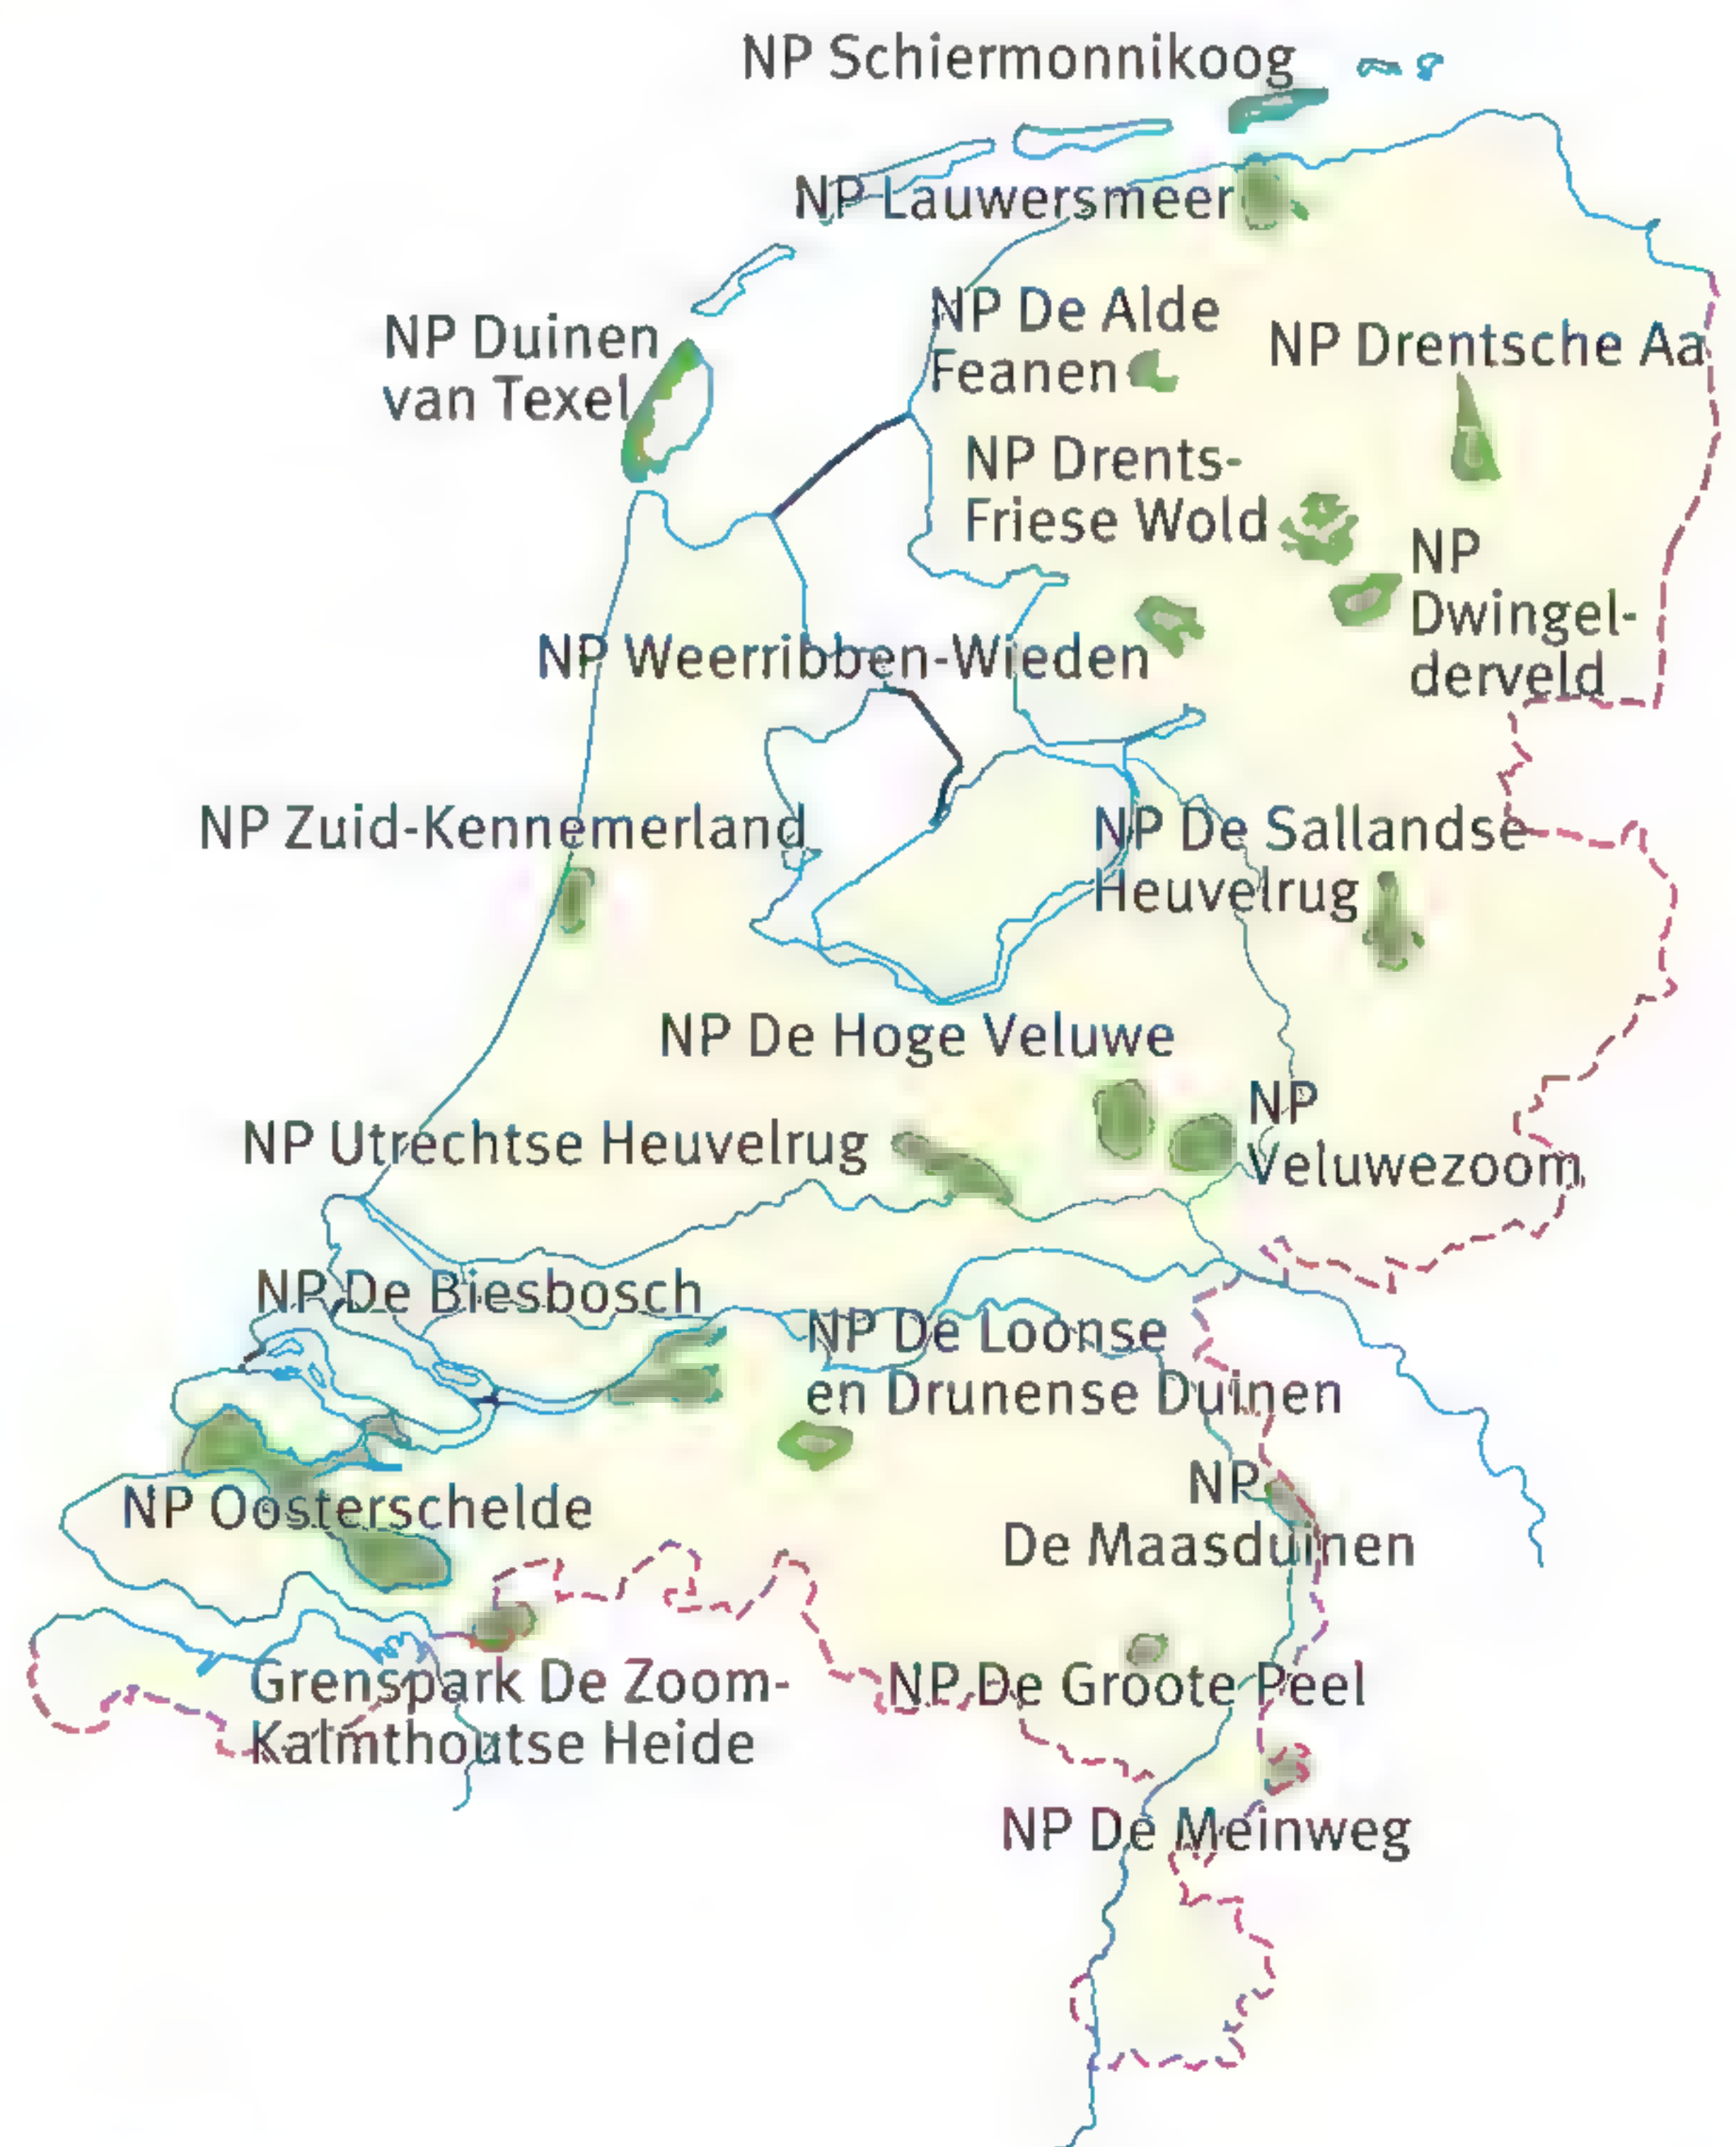 NP Schiermonnikoog
NP Lauwersmeer
NP De Alde
Feanen
NP Duinen
van Texel
NP Drentsche Aa
NP Drents-
Friese Wold
NP
Dwingel-
derveld
NP Weerribben-Wieden
NP Zuid-Kennemerland
NP De Sallandse
Heuvelrug
NP De Hoge Veluwe
NP
Veluwezoom
NP Utrechtse Heuvelrug
NP De Biesbosch
NP De Loonse
en Drunense Duinen
NP Oosterschelde
NP
De Maasduinen
Grenspark De Zoom-
Kalmthoutse Heide
NP De Groote Peel
NP De Meinweg